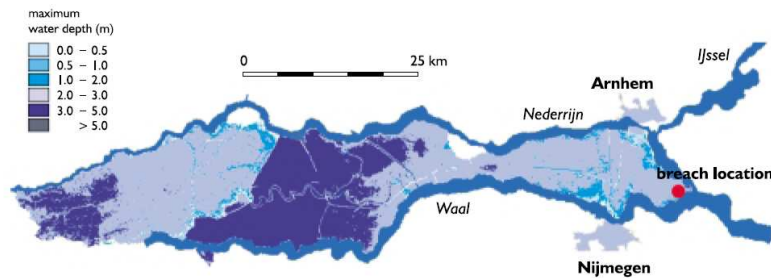 maximum
water depth (m)
0.0 – 0.5
0.5 – 1.0
1.0 – 2.0
2.0 – 3.0
3.0 – 5.0
> 5.0
0
25 km
IJssel
Arnhem
Nederrijn
breach location
Waal
Nijmegen